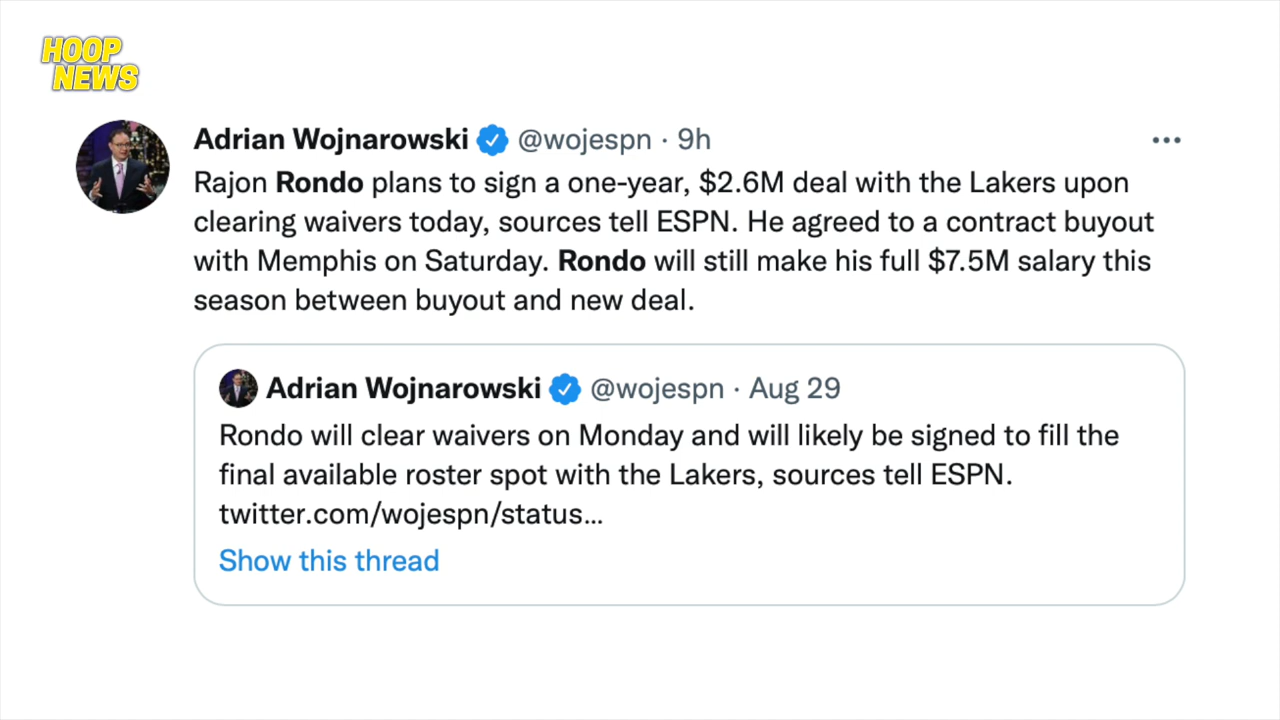 HOOP
NEWS
Adrian Wojnarowski @wojespn · 9h
Rajon Rondo plans to sign a one-year, $2.6M deal with the Lakers upon
clearing waivers today, sources tell ESPN. He agreed to a contract buyout
with Memphis on Saturday. Rondo will still make his full $7.5M salary this
season between buyout and new deal.
Adrian Wojnarowski @wojespn · Aug 29
Rondo will clear waivers on Monday and will likely be signed to fill the
final available roster spot with the Lakers, sources tell ESPN.
twitter.com/wojespn/status...
Show this thread